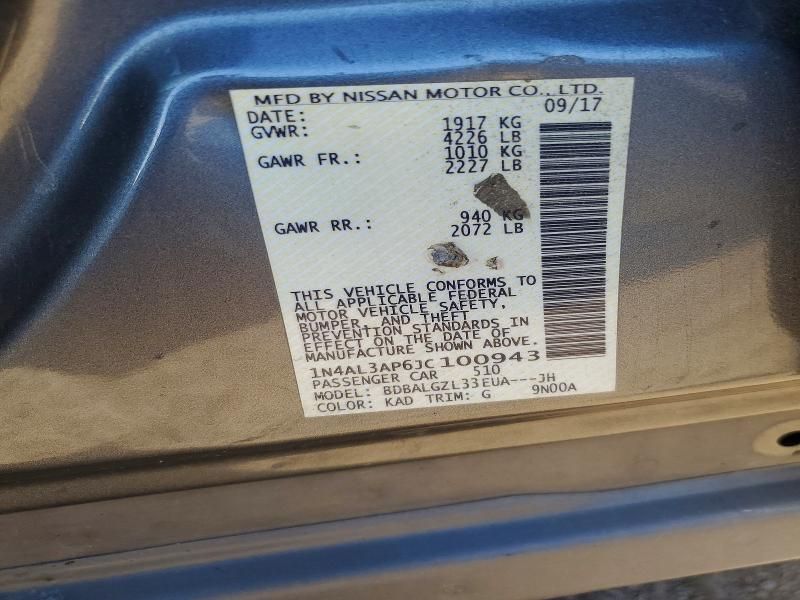 MFD BY NISSAN MOTOR CO., LTD.
DATE: 09/17
GVWR: 1917 KG
4226 LB
GAWR FR.: 1010 KG
2227 LB
GAWR RR.: 940 KG
2072 LB
THIS VEHICLE CONFORMS TO
ALL APPLICABLE FEDERAL
MOTOR VEHICLE SAFETY,
BUMPER, AND THEFT
PREVENTION STANDARDS IN
EFFECT ON THE DATE OF
MANUFACTURE SHOWN ABOVE.
1N4AL3AP6JC100943
PASSENGER CAR 510
MODEL: BDBALGZL33EUA---JH
COLOR: KAD TRIM: G 9N00A